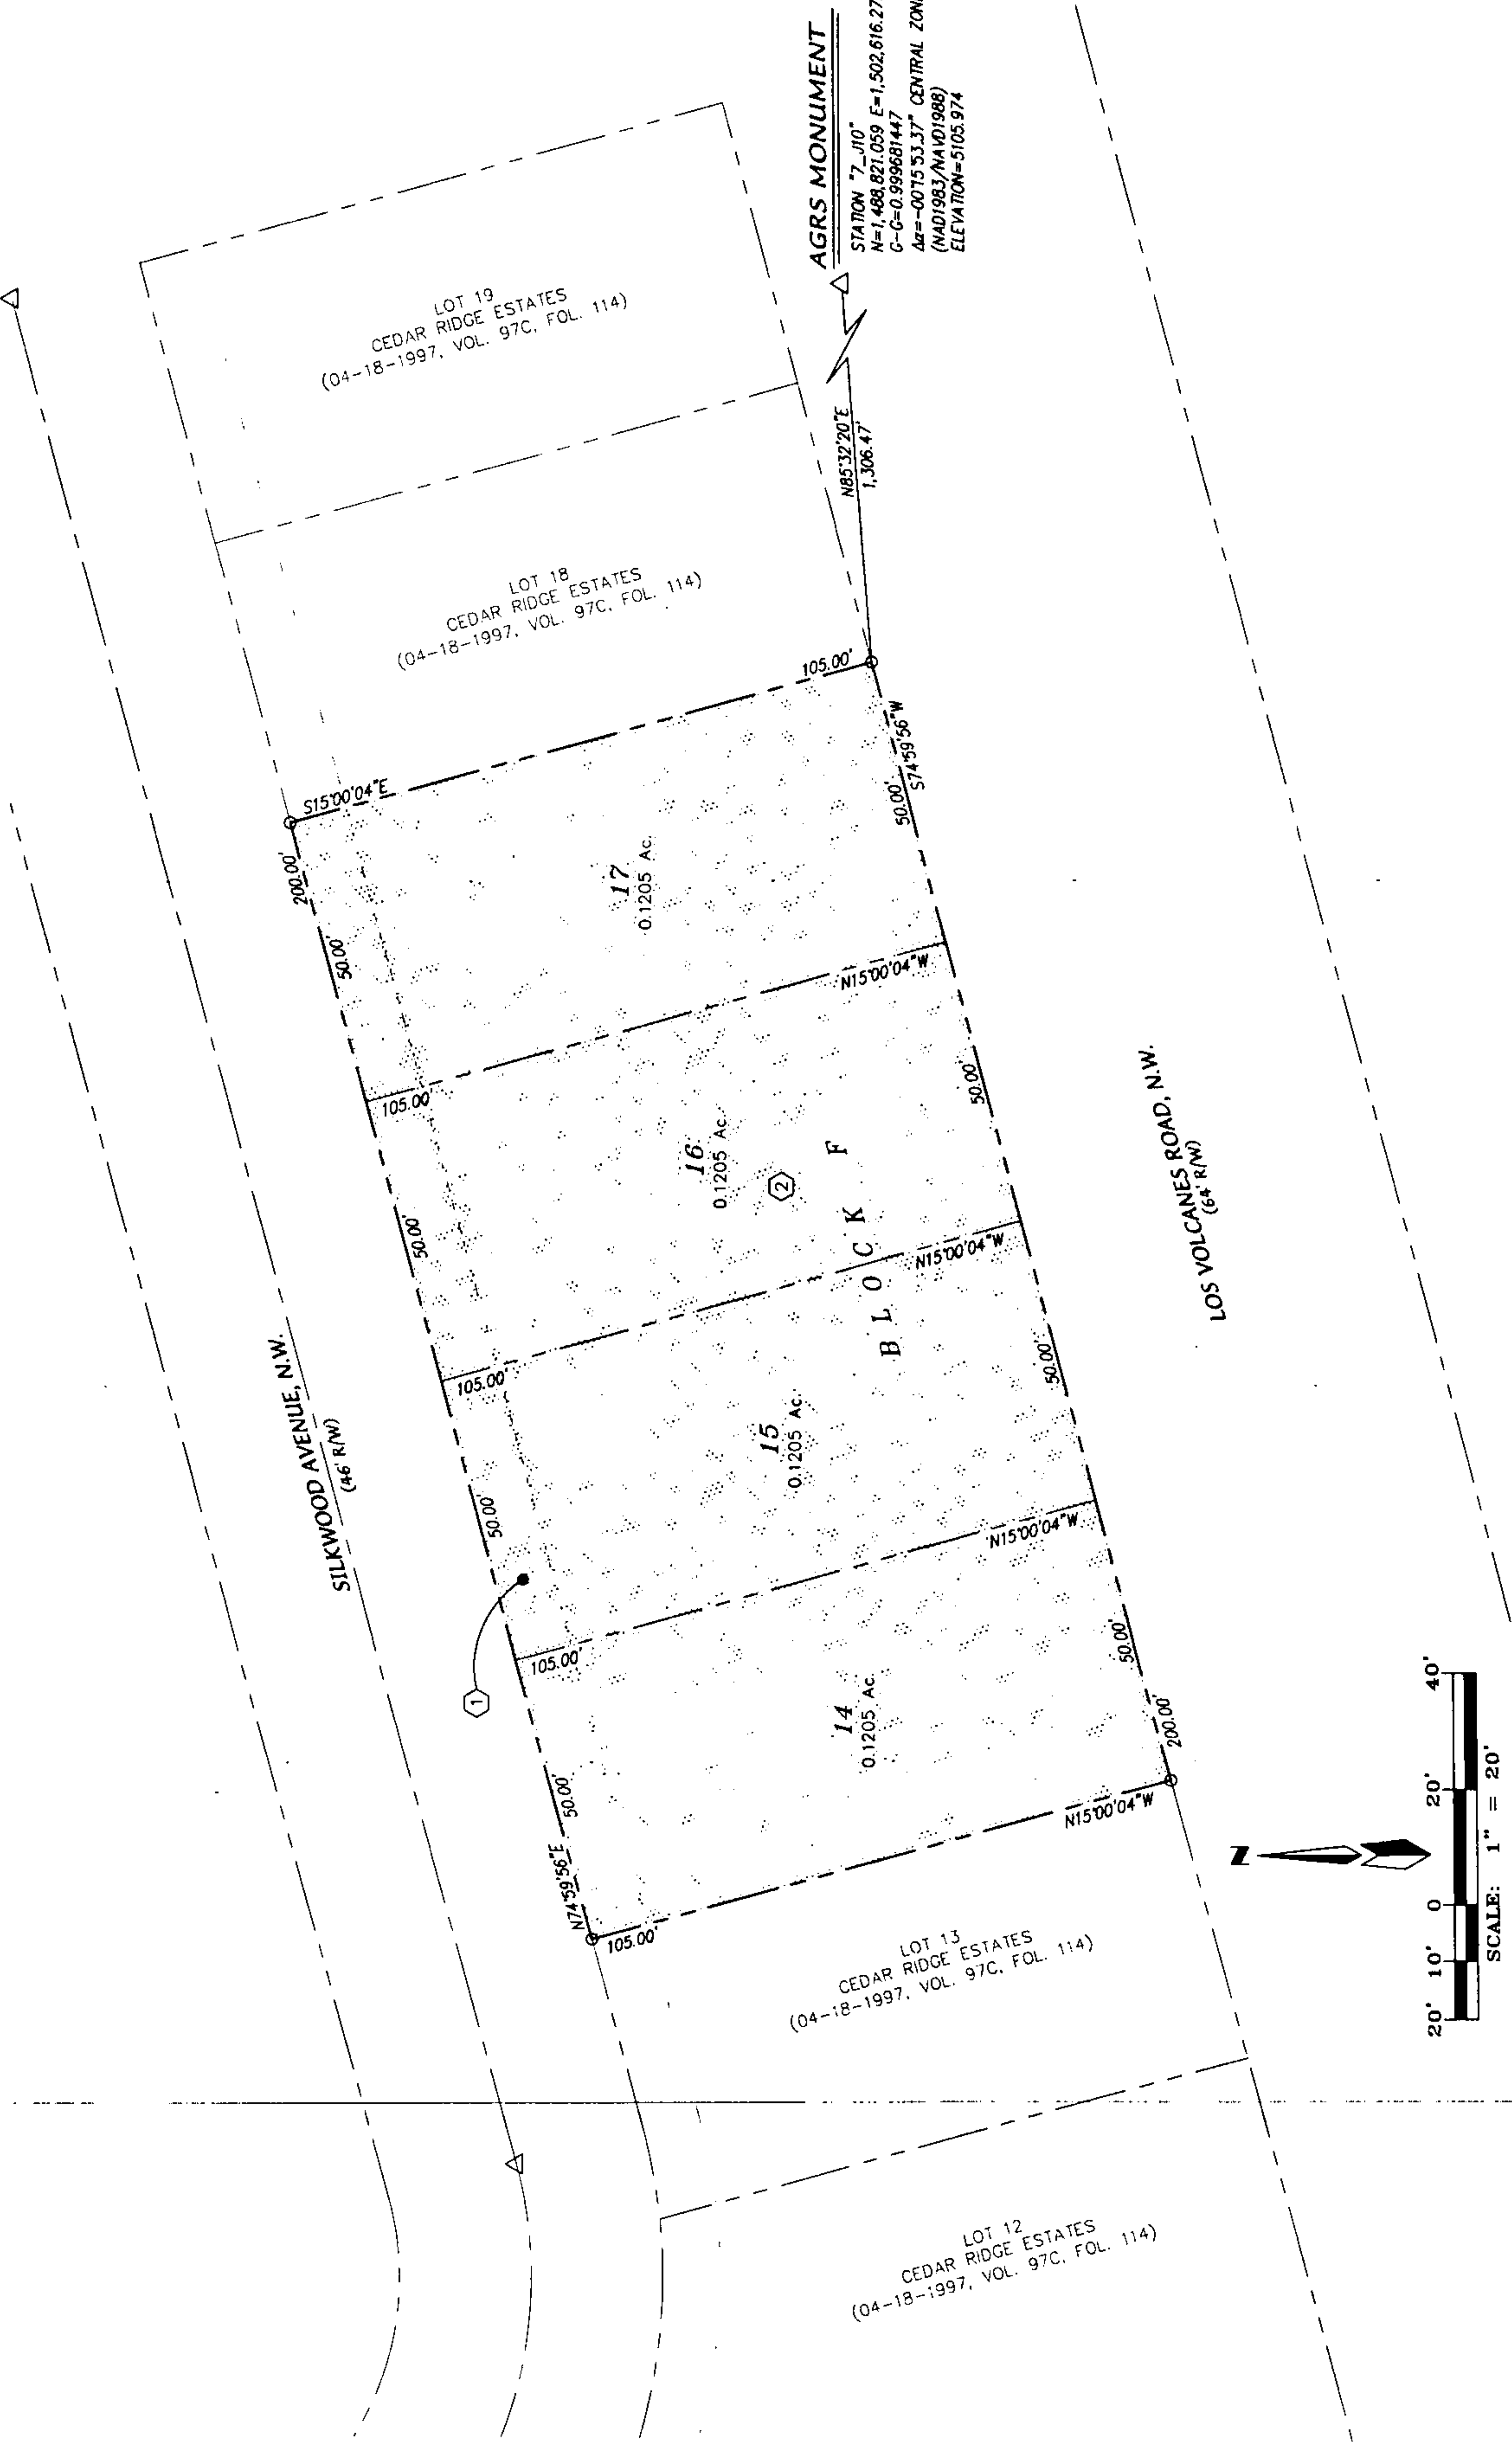 AGRS MONUMENT
STATION "7_J10"
N=1,488,821.059 E=1,502,616.27
G-G=0.999681447
Δα=-00°15'53.37" CENTRAL ZON
(NAD1983/NAVD1988)
ELEVATION=5105.974
LOT 19
CEDAR RIDGE ESTATES
(04-18-1997, VOL. 97C, FOL. 114)
N85°32'20"E
1,306.47'
LOT 18
CEDAR RIDGE ESTATES
(04-18-1997, VOL. 97C, FOL. 114)
SILKWOOD AVENUE, N.W.
(46' R/W)
S15°00'04"E
105.00'
200.00'
50.00'
17
0.1205 Ac.
50.00'
S74°59'56"W
105.00'
N15°00'04"W
50.00'
16
0.1205 Ac.
2
50.00'
BLOCK F
105.00'
N15°00'04"W
50.00'
15
0.1205 Ac.
50.00'
1
105.00'
N15°00'04"W
50.00'
14
0.1205 Ac.
50.00'
200.00'
N74°59'56"E
105.00'
N15°00'04"W
LOS VOLCANES ROAD, N.W.
(64' R/W)
LOT 13
CEDAR RIDGE ESTATES
(04-18-1997, VOL. 97C, FOL. 114)
LOT 12
CEDAR RIDGE ESTATES
(04-18-1997, VOL. 97C, FOL. 114)
N
20' 10' 0 20' 40'
SCALE: 1" = 20'